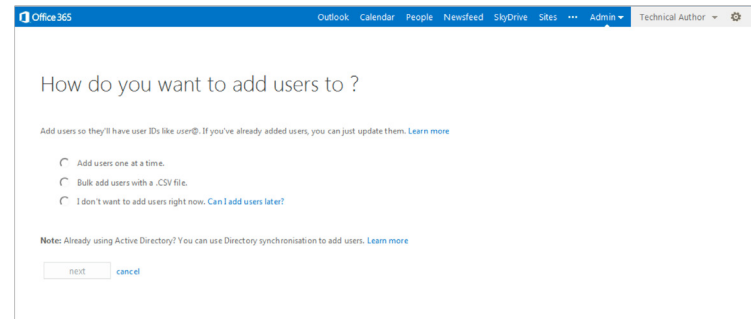 Office 365 Outlook Calendar People Newsfeed SkyDrive Sites ••• Admin Technical Author
How do you want to add users to ?
Add users so they'll have user IDs like user@. If you've already added users, you can just update them. Learn more
Add users one at a time.
Bulk add users with a .CSV file.
I don't want to add users right now. Can I add users later?
Note: Already using Active Directory? You can use Directory synchronisation to add users. Learn more
next cancel